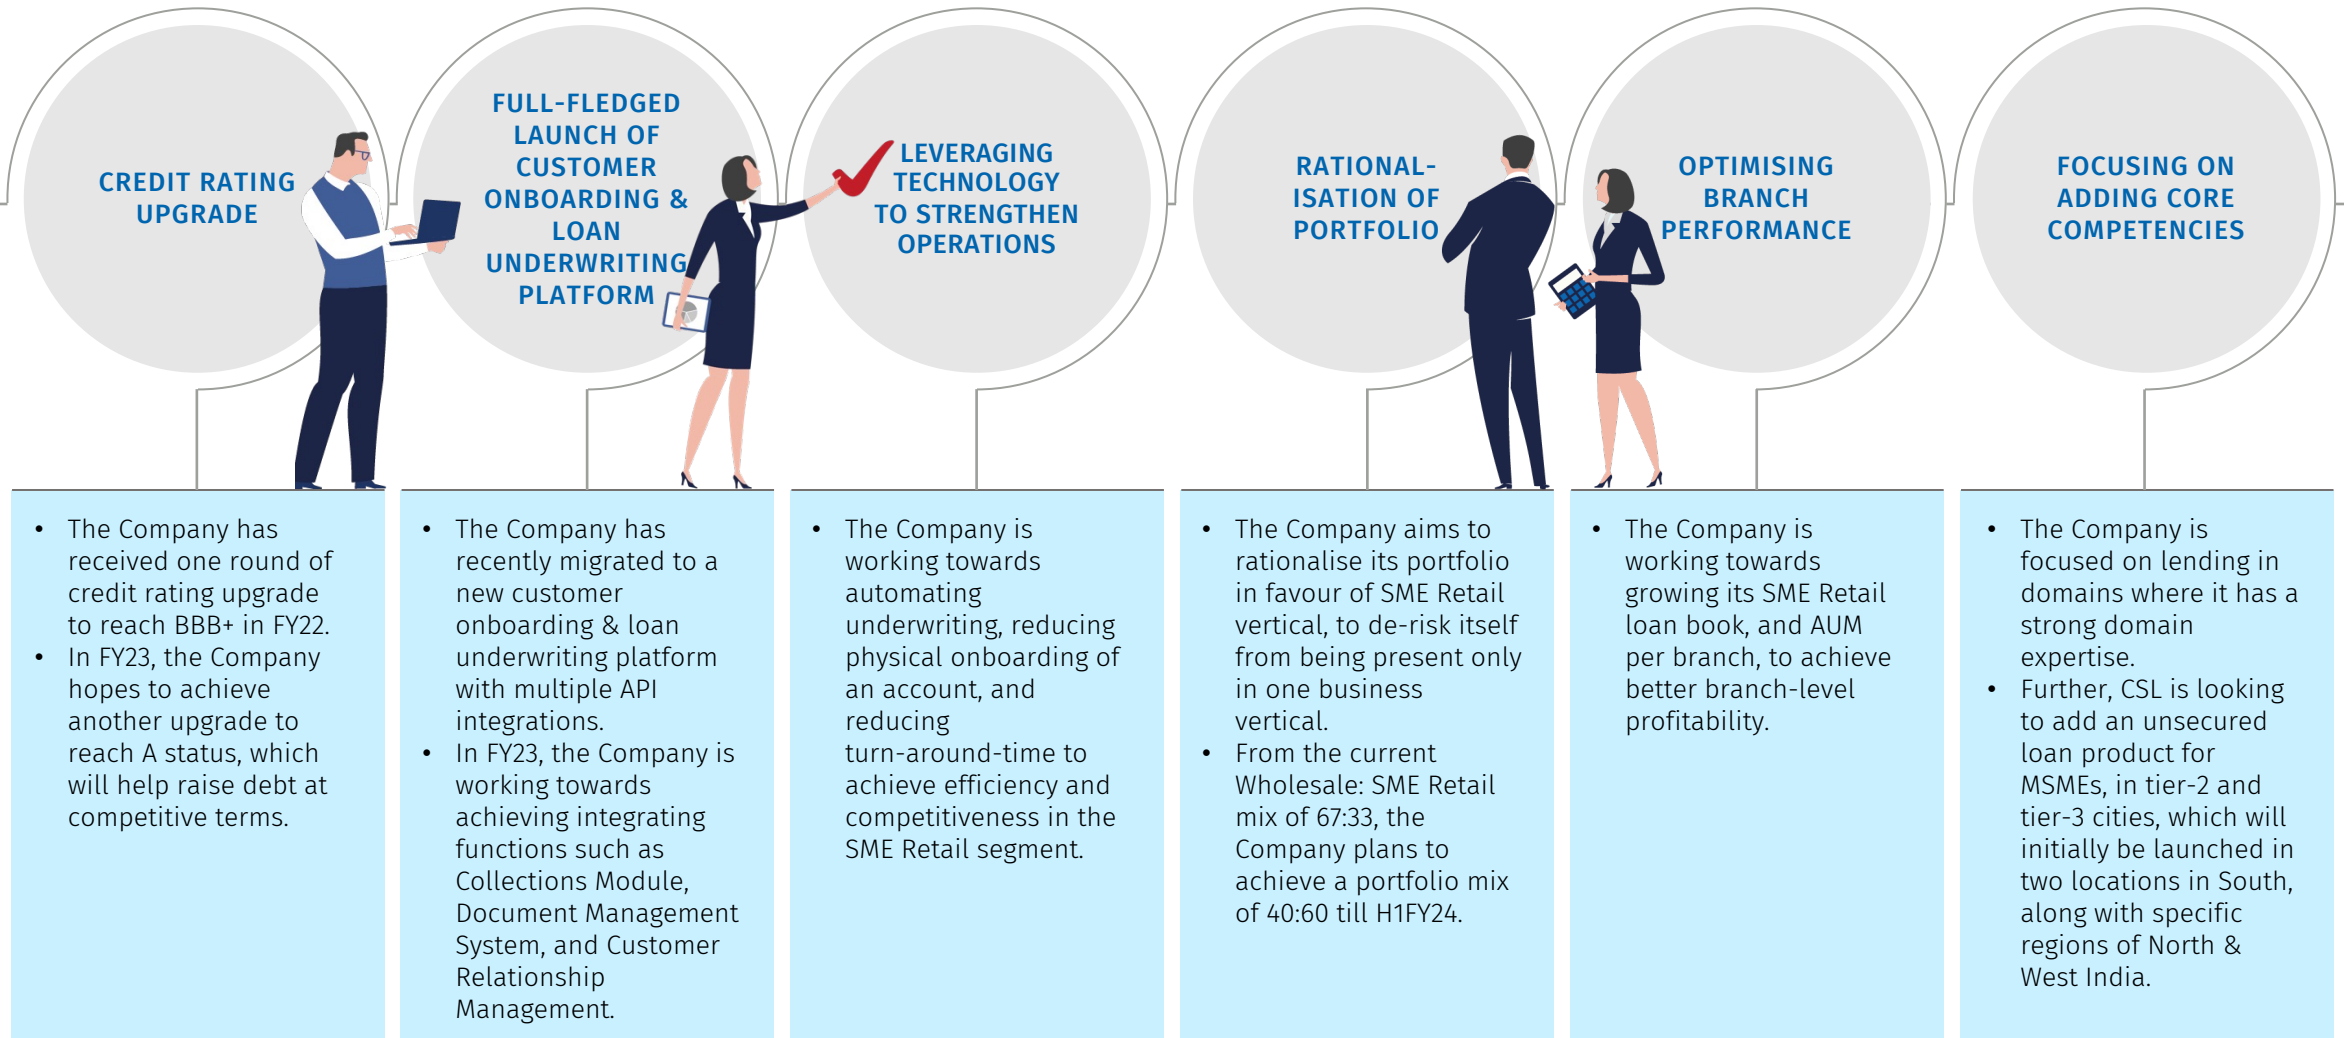 CREDIT RATING
UPGRADE
FULL-FLEDGED
LAUNCH OF
CUSTOMER
ONBOARDING &
LOAN
UNDERWRITING
PLATFORM
LEVERAGING
TECHNOLOGY
TO STRENGTHEN
OPERATIONS
RATIONAL-
ISATION OF
PORTFOLIO
OPTIMISING
BRANCH
PERFORMANCE
FOCUSING ON
ADDING CORE
COMPETENCIES
• The Company has
received one round of
credit rating upgrade
to reach BBB+ in FY22.
• In FY23, the Company
hopes to achieve
another upgrade to
reach A status, which
will help raise debt at
competitive terms.
• The Company has
recently migrated to a
new customer
onboarding & loan
underwriting platform
with multiple API
integrations.
• In FY23, the Company is
working towards
achieving integrating
functions such as
Collections Module,
Document Management
System, and Customer
Relationship
Management.
• The Company is
working towards
automating
underwriting, reducing
physical onboarding of
an account, and
reducing
turn-around-time to
achieve efficiency and
competitiveness in the
SME Retail segment.
• The Company aims to
rationalise its portfolio
in favour of SME Retail
vertical, to de-risk itself
from being present only
in one business
vertical.
• From the current
Wholesale: SME Retail
mix of 67:33, the
Company plans to
achieve a portfolio mix
of 40:60 till H1FY24.
• The Company is
working towards
growing its SME Retail
loan book, and AUM
per branch, to achieve
better branch-level
profitability.
• The Company is
focused on lending in
domains where it has a
strong domain
expertise.
• Further, CSL is looking
to add an unsecured
loan product for
MSMEs, in tier-2 and
tier-3 cities, which will
initially be launched in
two locations in South,
along with specific
regions of North &
West India.